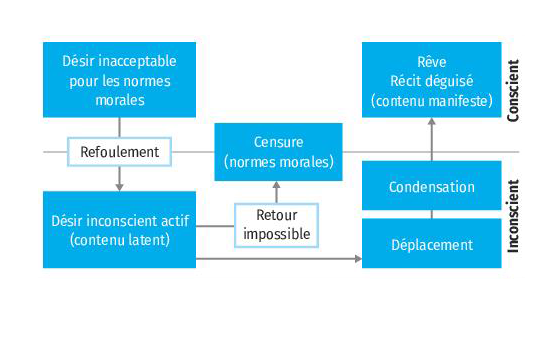 Désir inacceptable
pour les normes
morales
Rêve
Récit déguisé
(contenu manifeste)
Conscient
Refoulement
Censure
(normes morales)
Condensation
Désir inconscient actif
(contenu latent)
Retour
impossible
Déplacement
Inconscient